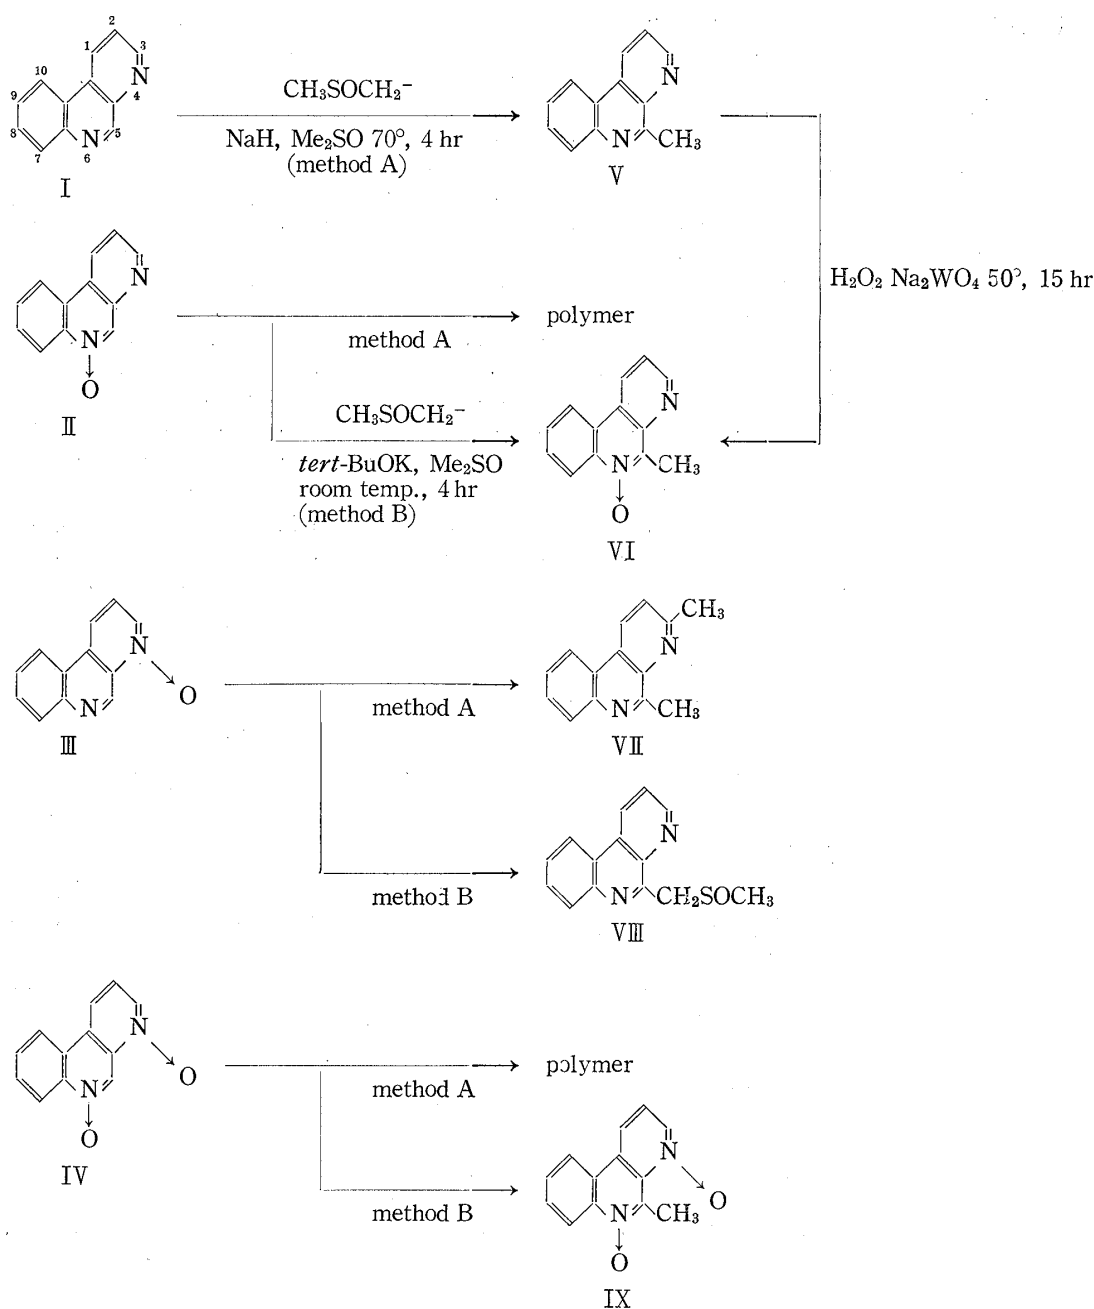 2
1
3
10
N
4
9
8
N
5
6
7
I
CH3SOCH2−
NaH, Me2SO 70°, 4 hr
(method A)
N
N
CH3
V
H2O2 Na2WO4 50°, 15 hr
N
N
O
II
method A
polymer
CH3SOCH2−
tert-BuOK, Me2SO
room temp., 4 hr
(method B)
N
N
CH3
O
VI
N
O
N
III
method A
CH3
N
N
CH3
VII
method B
N
N
CH2SOCH3
VIII
N
O
N
O
IV
method A
polymer
method B
N
O
N
CH3
O
IX